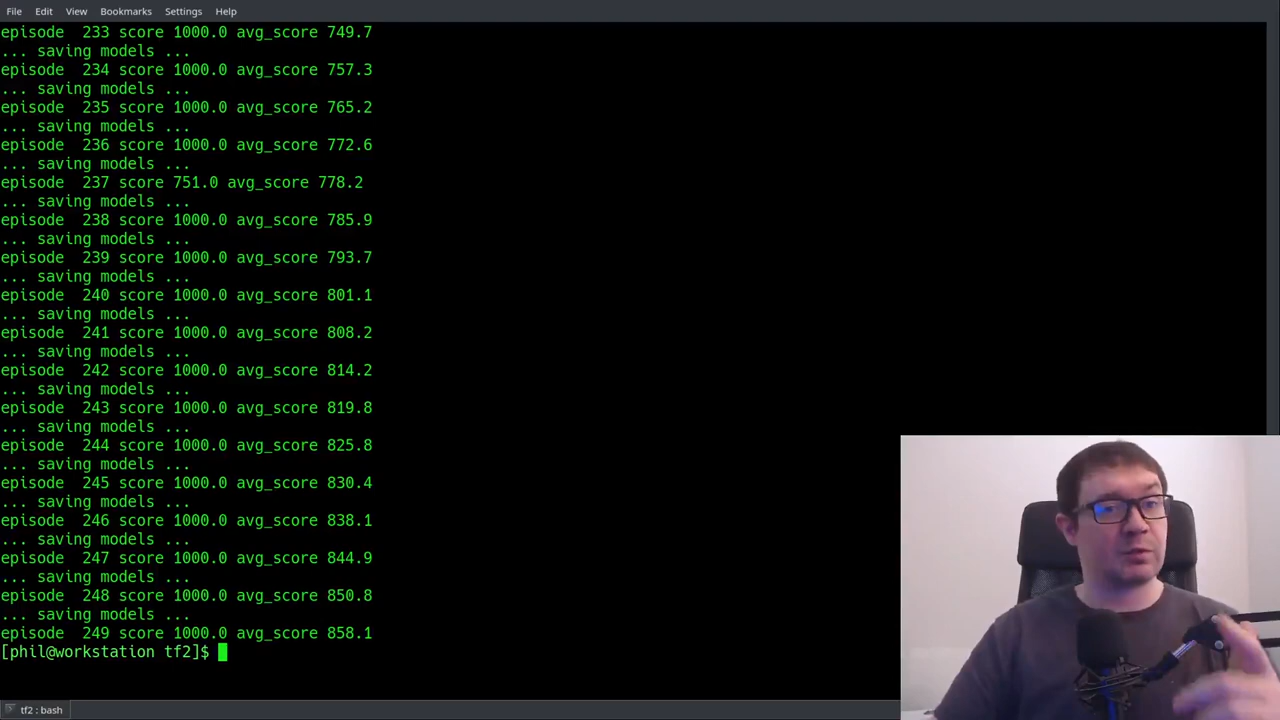 File Edit View Bookmarks Settings Help
episode  233 score 1000.0 avg_score 749.7
... saving models ...
episode  234 score 1000.0 avg_score 757.3
... saving models ...
episode  235 score 1000.0 avg_score 765.2
... saving models ...
episode  236 score 1000.0 avg_score 772.6
... saving models ...
episode  237 score 751.0 avg_score 778.2
... saving models ...
episode  238 score 1000.0 avg_score 785.9
... saving models ...
episode  239 score 1000.0 avg_score 793.7
... saving models ...
episode  240 score 1000.0 avg_score 801.1
... saving models ...
episode  241 score 1000.0 avg_score 808.2
... saving models ...
episode  242 score 1000.0 avg_score 814.2
... saving models ...
episode  243 score 1000.0 avg_score 819.8
... saving models ...
episode  244 score 1000.0 avg_score 825.8
... saving models ...
episode  245 score 1000.0 avg_score 830.4
... saving models ...
episode  246 score 1000.0 avg_score 838.1
... saving models ...
episode  247 score 1000.0 avg_score 844.9
... saving models ...
episode  248 score 1000.0 avg_score 850.8
... saving models ...
episode  249 score 1000.0 avg_score 858.1
[phil@workstation tf2]$
tf2 : bash